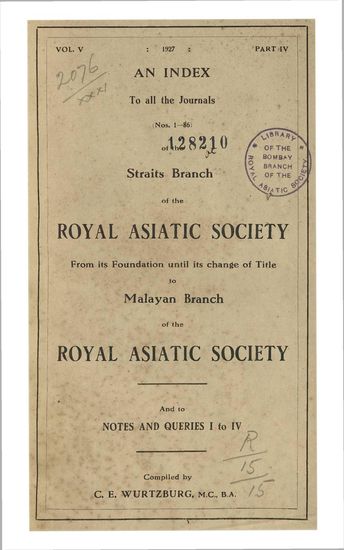 VOL. V : 1927 : PART IV
2076
xxxi
AN INDEX
To all the Journals
(Nos. 1-86)
of the
128210
Straits Branch
of the
ROYAL ASIATIC SOCIETY
From its Foundation until its change of Title
to
Malayan Branch
of the
ROYAL ASIATIC SOCIETY
And to
NOTES AND QUERIES I to IV
Compiled by
C. E. WURTZBURG, M.C., B.A.
LIBRARY
OF THE
BOMBAY
BRANCH
OF THE
ROYAL ASIATIC SOCIETY
R
15
15